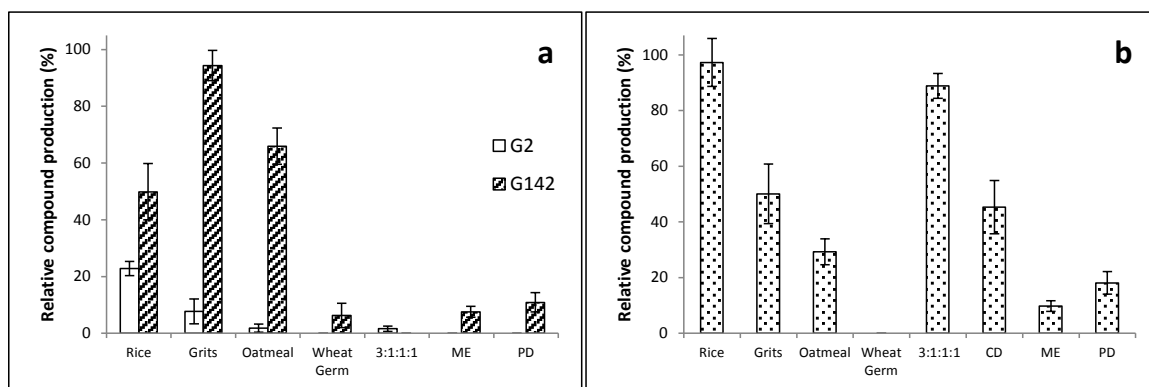 a
Relative compound production (%)
100
80
60
40
20
0
G2
G142
Rice
Grits
Oatmeal
Wheat
Germ
3:1:1:1
ME
PD
b
Relative compound production (%)
100
80
60
40
20
0
Rice
Grits
Oatmeal
Wheat
Germ
3:1:1:1
CD
ME
PD